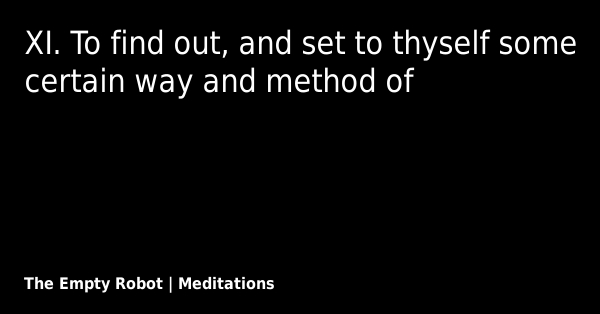 XI. To find out, and set to thyself some
certain way and method of
The Empty Robot | Meditations